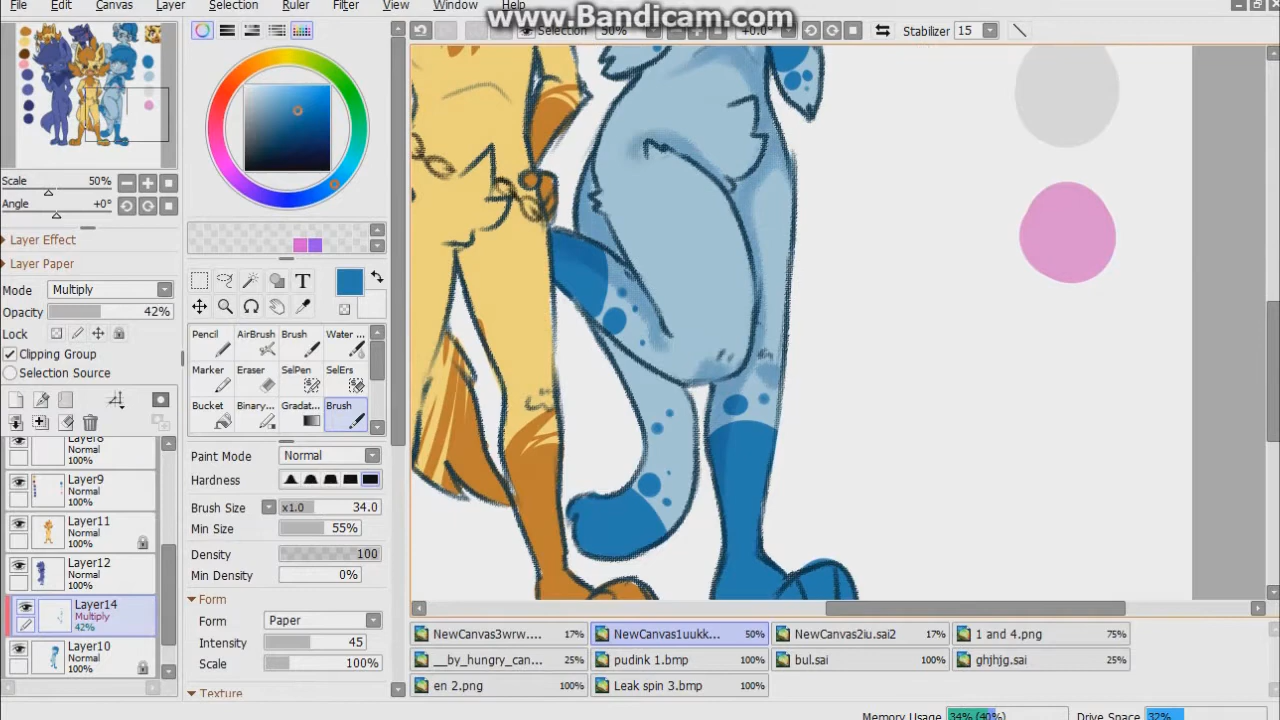 www.Bandicam.com
File Edit Canvas Layer Selection Ruler Filter View Window Help
Selection 50% +0.0° Stabilizer 15
Scale 50%
Angle +0°
Layer Effect
Layer Paper
Mode Multiply
Opacity 42%
Lock
Clipping Group
Selection Source
Layer8
Normal
100%
Layer9
Normal
100%
Layer11
Normal
100%
Layer12
Normal
100%
Layer14
Multiply
42%
Layer10
Normal
100%
T
Pencil AirBrush Brush Water ...
Marker Eraser SelPen SelErs
Bucket Binary... Gradat... Brush
Paint Mode Normal
Hardness
Brush Size x1.0 34.0
Min Size 55%
Density 100
Min Density 0%
Form
Form Paper
Intensity 45
Scale 100%
Texture
NewCanvas3wrw.... 17% NewCanvas1uukk... 50% NewCanvas2iu.sai2 17% 1 and 4.png 75%
__by_hungry_can... 25% pudink 1.bmp 100% bul.sai 100% ghjhjg.sai 25%
en 2.png 100% Leak spin 3.bmp 100%
Memory Usage 34% (40%) Drive Space 32%